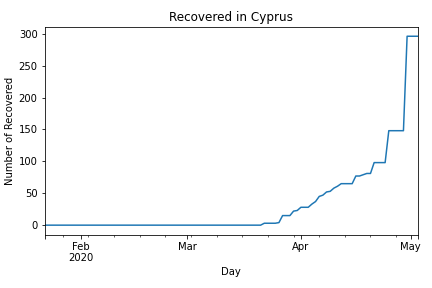 Recovered in Cyprus
Number of Recovered
300
250
200
150
100
50
0
Feb
2020
Mar
Apr
May
Day